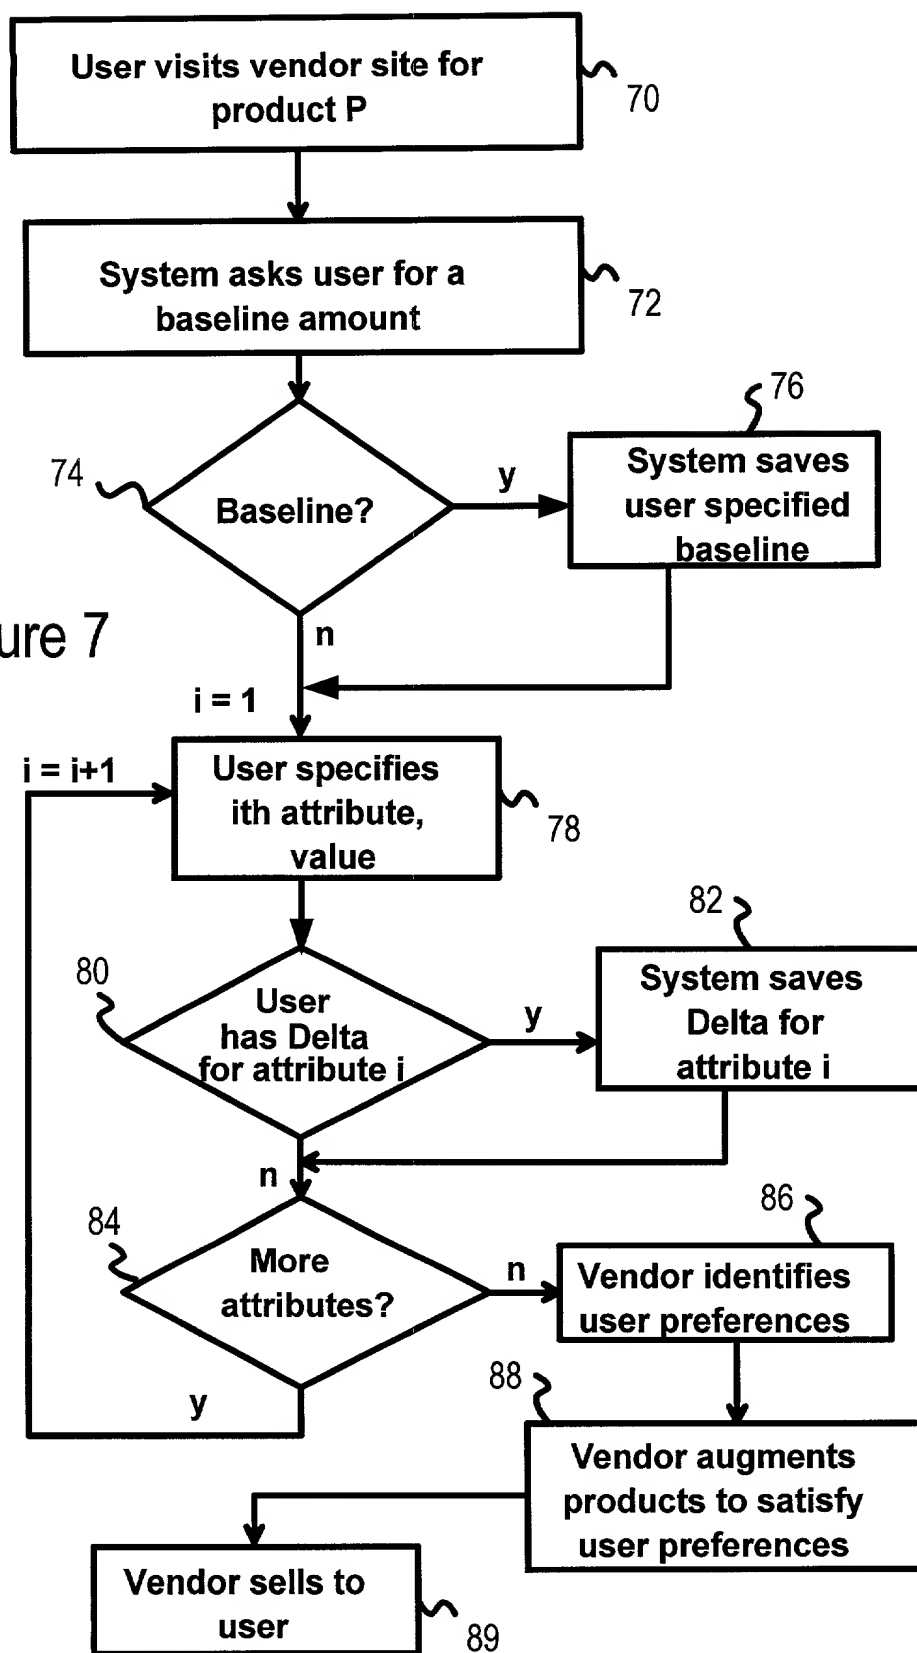 User visits vendor site for
product P
70
System asks user for a
baseline amount
72
76
74
Baseline?
y
System saves
user specified
baseline
n
ure 7
i = 1
i = i+1
User specifies
ith attribute,
value
78
82
80
User
has Delta
for attribute i
y
System saves
Delta for
attribute i
n
84
86
More
attributes?
n
Vendor identifies
user preferences
y
88
Vendor augments
products to satisfy
user preferences
Vendor sells to
user
89